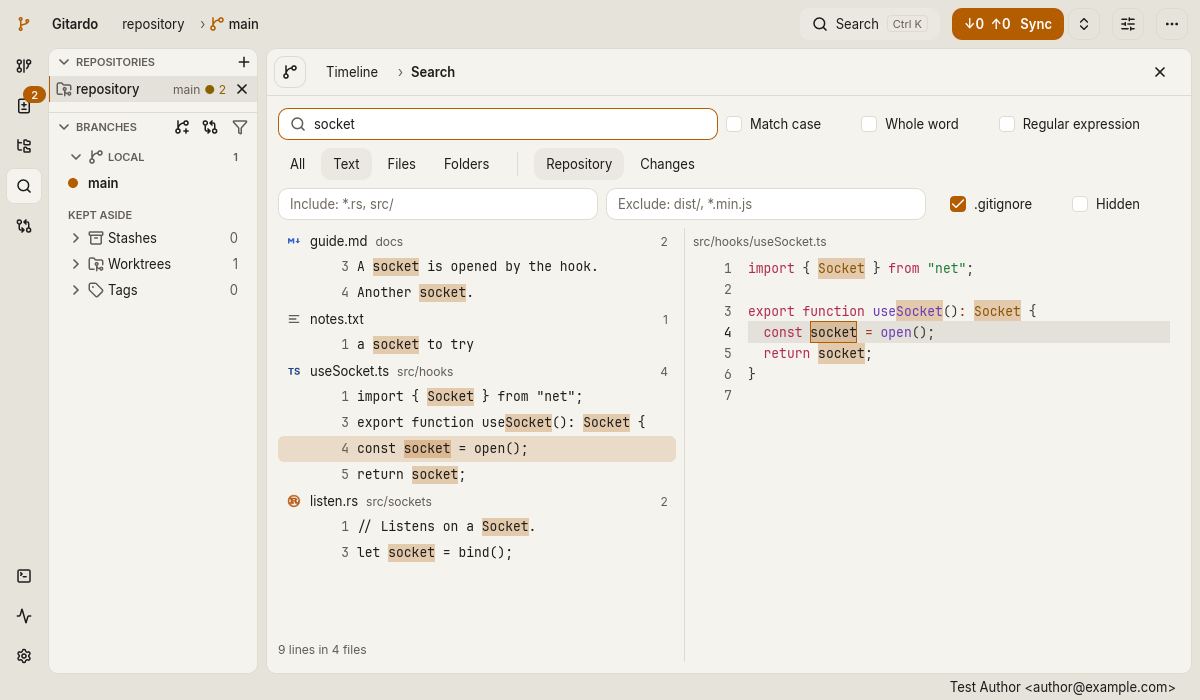 Gitardo repository › main Search Ctrl K ↓0 ↑0 Sync
REPOSITORIES
2
repository main 2
BRANCHES
LOCAL 1
main
KEPT ASIDE
Stashes 0
Worktrees 1
Tags 0
Timeline › Search
socket
Match case Whole word Regular expression
All Text Files Folders Repository Changes
Include: *.rs, src/ Exclude: dist/, *.min.js .gitignore Hidden
M↓ guide.md docs 2
3 A socket is opened by the hook.
4 Another socket.
notes.txt 1
1 a socket to try
TS useSocket.ts src/hooks 4
1 import { Socket } from "net";
3 export function useSocket(): Socket {
4 const socket = open();
5 return socket;
listen.rs src/sockets 2
1 // Listens on a Socket.
3 let socket = bind();
9 lines in 4 files
src/hooks/useSocket.ts
1 import { Socket } from "net";
2
3 export function useSocket(): Socket {
4 const socket = open();
5 return socket;
6 }
7
Test Author <author@example.com>